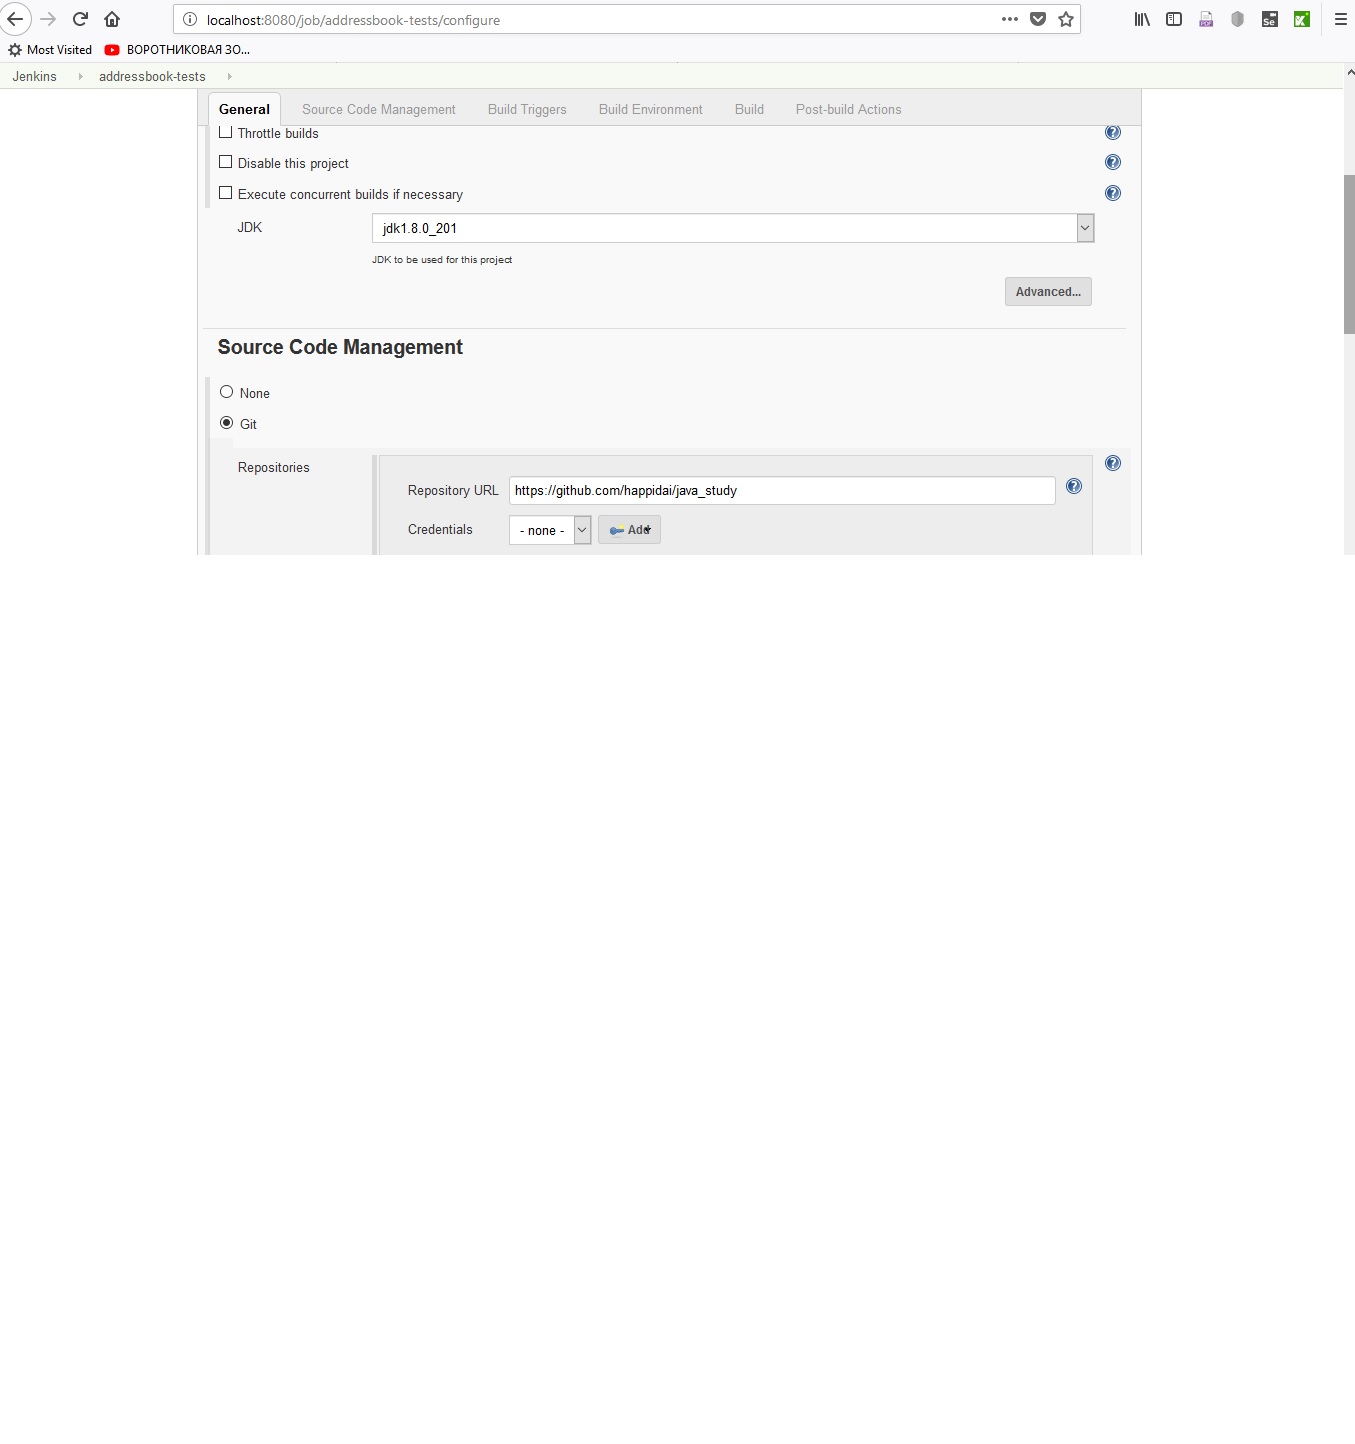 localhost:8080/job/addressbook-tests/configure
Most Visited ВОРОТНИКОВАЯ ЗО...
Jenkins addressbook-tests
General Source Code Management Build Triggers Build Environment Build Post-build Actions
Throttle builds
Disable this project
Execute concurrent builds if necessary
JDK jdk1.8.0_201
JDK to be used for this project
Advanced...
Source Code Management
None
Git
Repositories
Repository URL https://github.com/happidai/java_study
Credentials - none - Add